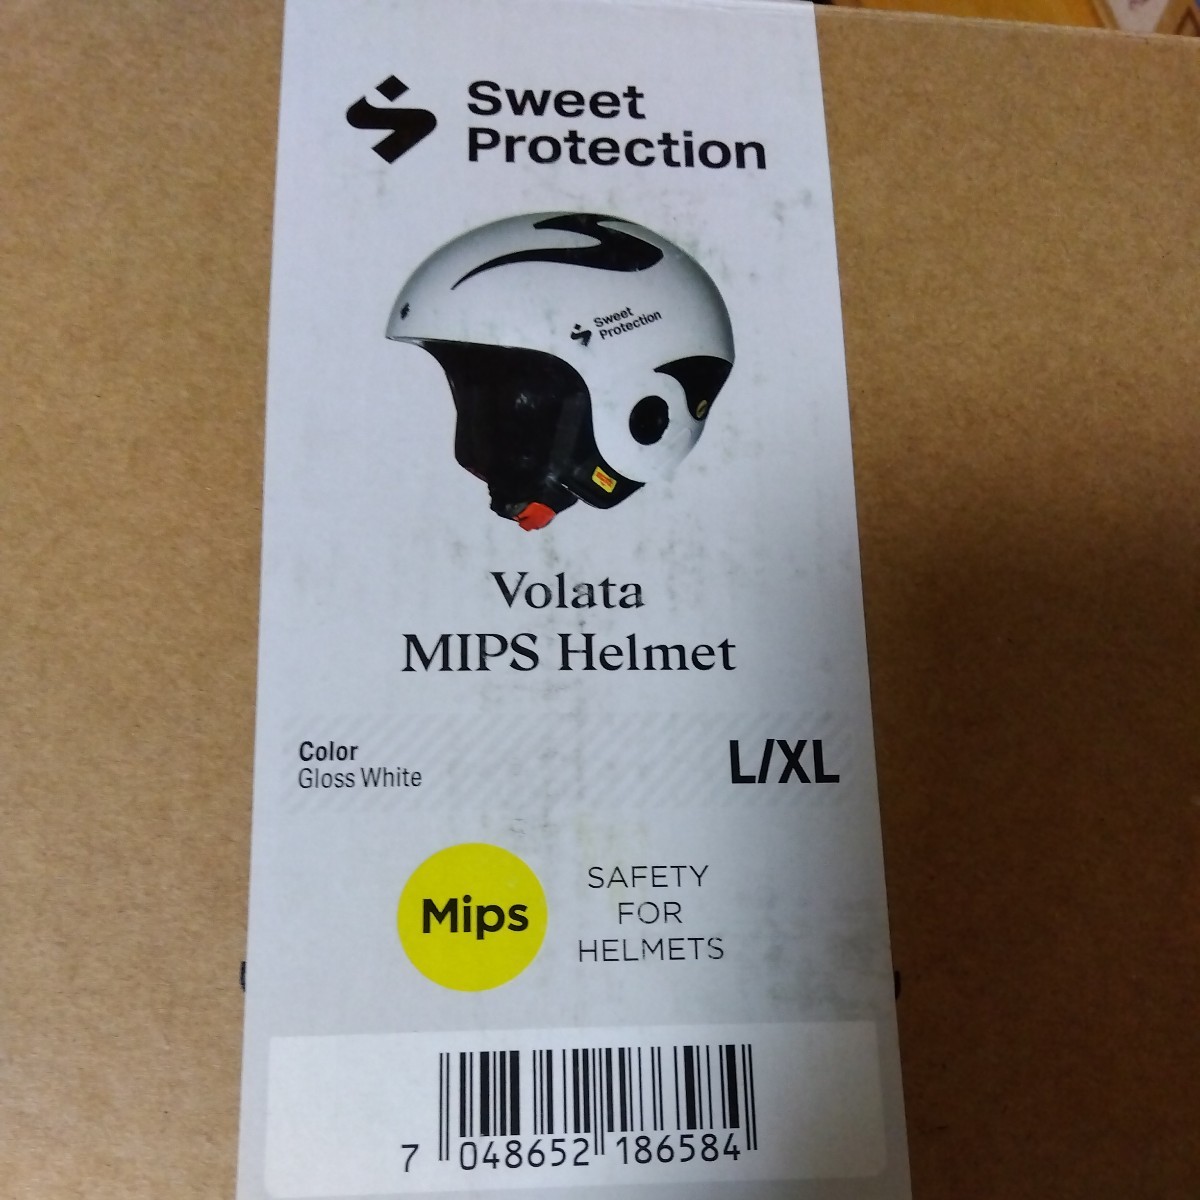 Sweet
Protection
Sweet
Protection
Volata
MIPS Helmet
Color
Gloss White
L/XL
Mips
SAFETY
FOR
HELMETS
7 048652 186584